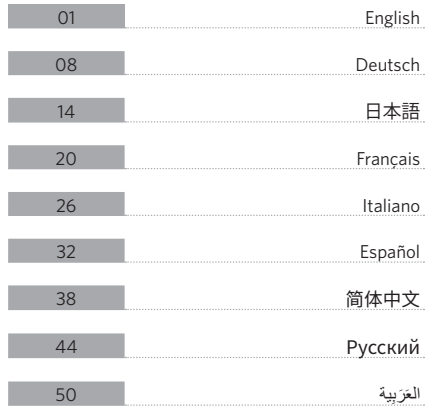 01 English
08 Deutsch
14 日本語
20 Français
26 Italiano
32 Español
38 简体中文
44 Русский
50 العَرَبِية